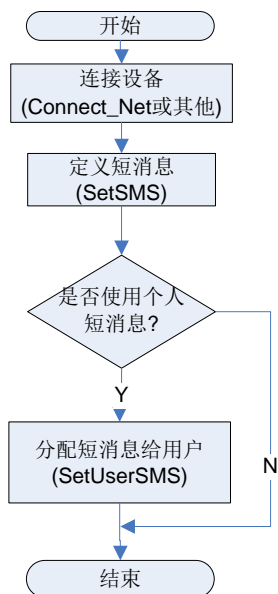 开始
连接设备
(Connect_Net或其他)
定义短消息
(SetSMS)
是否使用个人
短消息?
Y
分配短消息给用户
(SetUserSMS)
N
结束